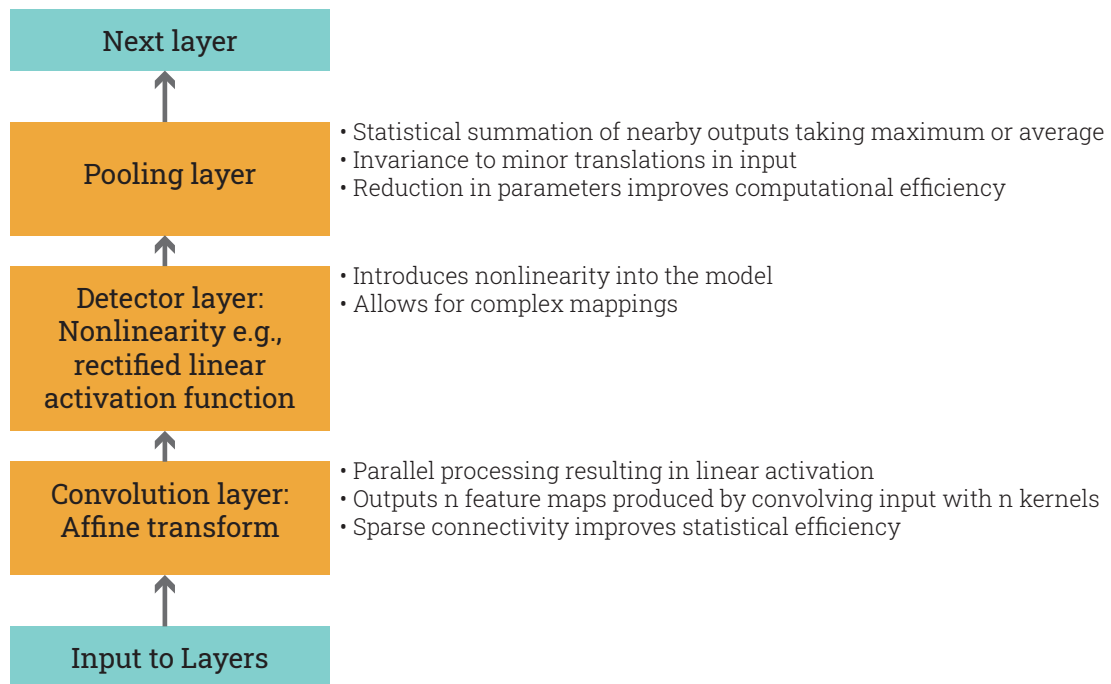 Next layer
Pooling layer
• Statistical summation of nearby outputs taking maximum or average
• Invariance to minor translations in input
• Reduction in parameters improves computational efficiency
Detector layer:
Nonlinearity e.g.,
rectified linear
activation function
• Introduces nonlinearity into the model
• Allows for complex mappings
Convolution layer:
Affine transform
• Parallel processing resulting in linear activation
• Outputs n feature maps produced by convolving input with n kernels
• Sparse connectivity improves statistical efficiency
Input to Layers